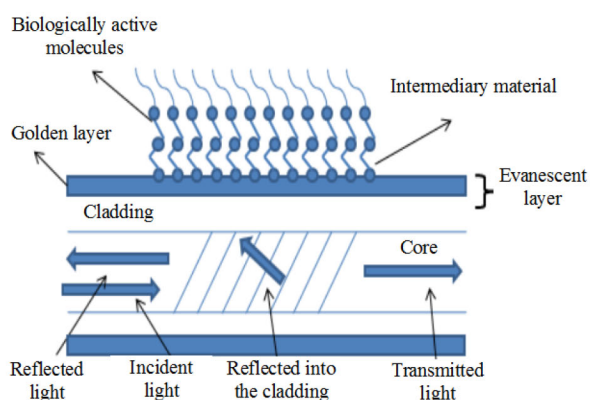 Biologically active
molecules
Intermediary material
Golden layer
Evanescent
layer
Cladding
Core
Reflected
light
Incident
light
Reflected into
the cladding
Transmitted
light